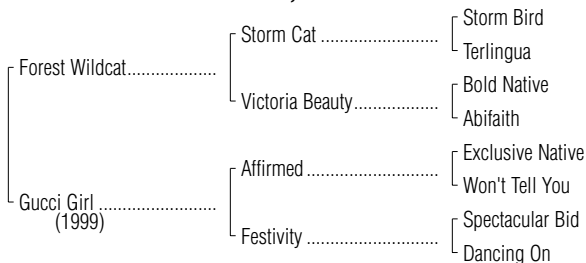 Storm Bird
Storm Cat ..........................
Terlingua
Forest Wildcat....................
Bold Native
Victoria Beauty...................
Abifaith
Exclusive Native
Affirmed .............................
Won't Tell You
Gucci Girl ..........................
(1999)
Spectacular Bid
Festivity .............................
Dancing On